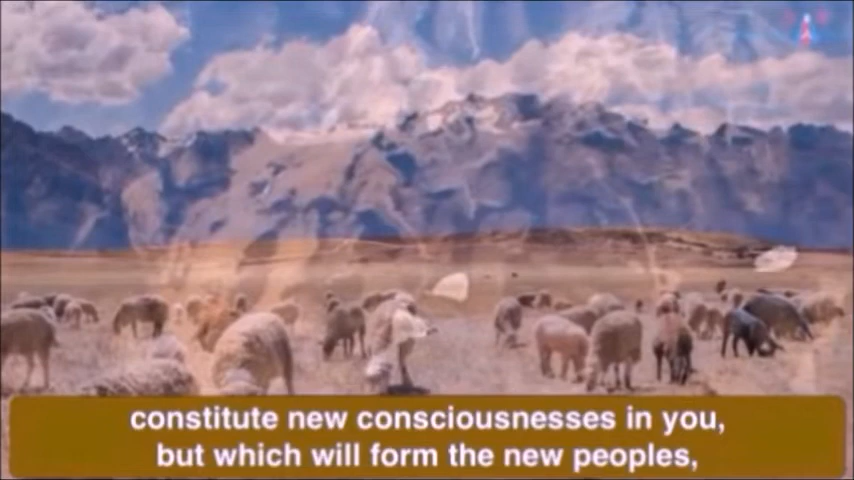 constitute new consciousnesses in you,
but which will form the new peoples,